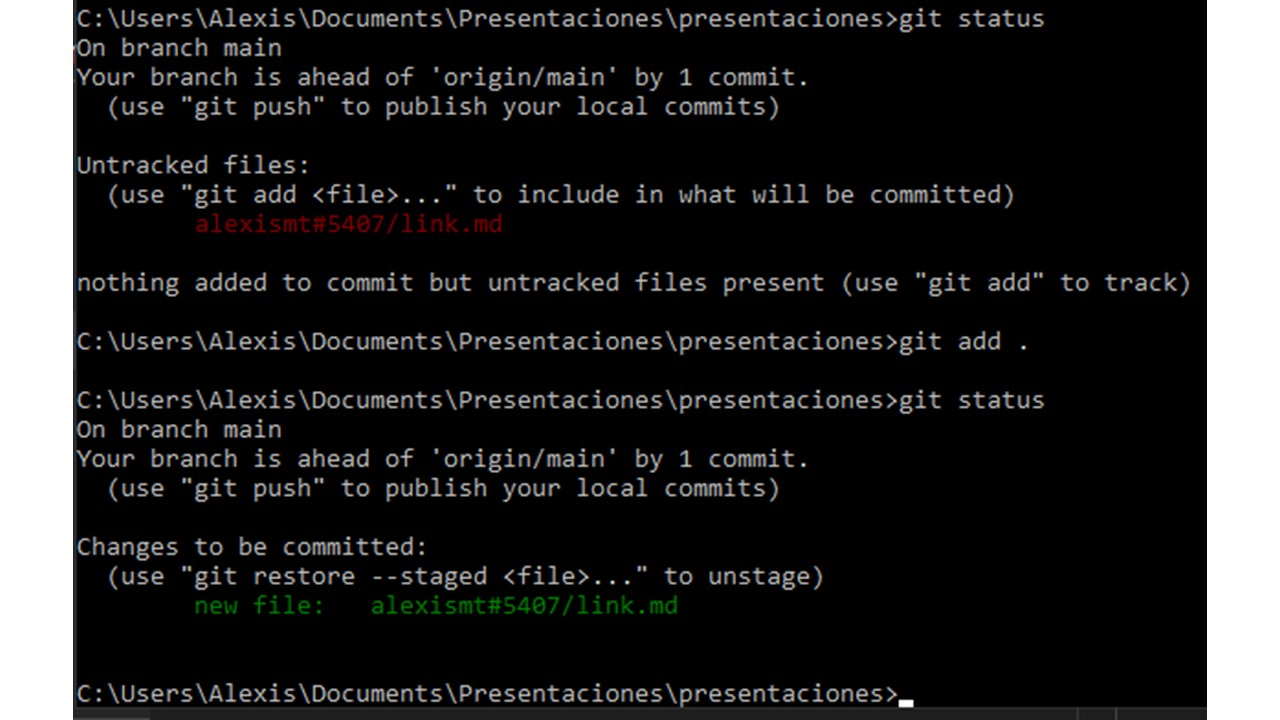 C:\Users\Alexis\Documents\Presentaciones\presentaciones>git status
On branch main
Your branch is ahead of 'origin/main' by 1 commit.
  (use "git push" to publish your local commits)

Untracked files:
  (use "git add <file>..." to include in what will be committed)
        alexismt#5407/link.md

nothing added to commit but untracked files present (use "git add" to track)

C:\Users\Alexis\Documents\Presentaciones\presentaciones>git add .

C:\Users\Alexis\Documents\Presentaciones\presentaciones>git status
On branch main
Your branch is ahead of 'origin/main' by 1 commit.
  (use "git push" to publish your local commits)

Changes to be committed:
  (use "git restore --staged <file>..." to unstage)
        new file:   alexismt#5407/link.md

C:\Users\Alexis\Documents\Presentaciones\presentaciones>